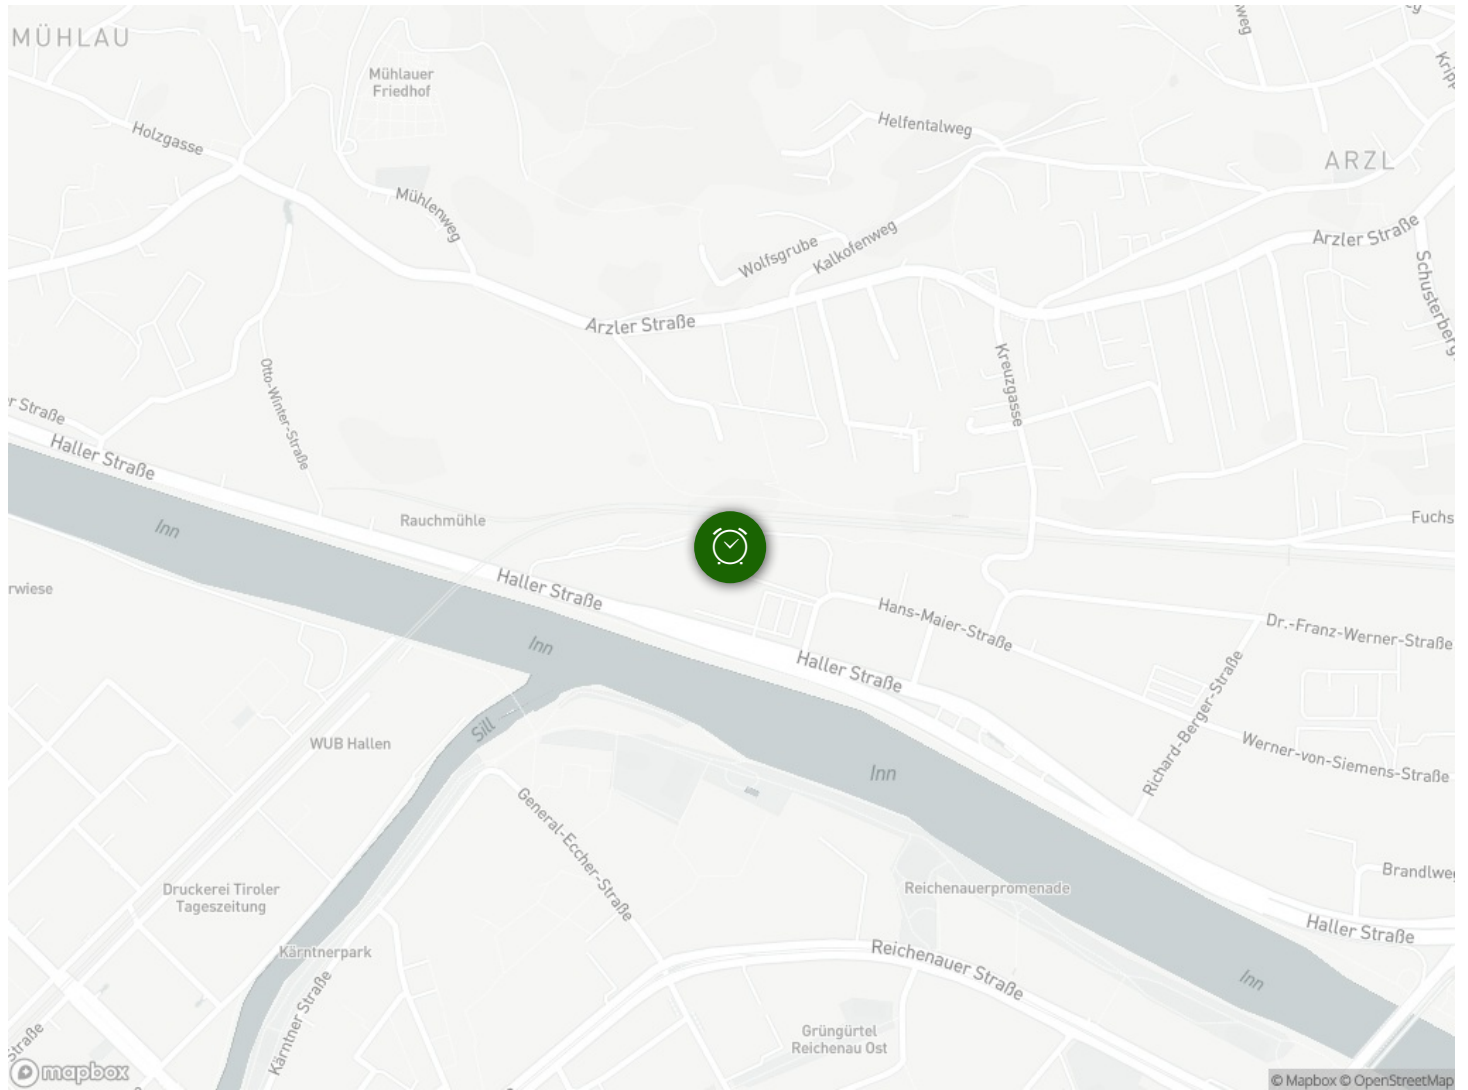 MÜHLAU
Mühlauer
Friedhof
Holzgasse
Mühlenweg
Helfentalweg
ARZL
Wolfsgrube
Kalkofenweg
Arzler Straße
Arzler Straße
Schusterberg
Kreuzgasse
Otto-Winter-Straße
r Straße
Haller Straße
Inn
Rauchmühle
Fuchs
rwiese
Haller Straße
Hans-Maier-Straße
Dr.-Franz-Werner-Straße
Inn
Haller Straße
Richard-Berger-Straße
Sill
WUB Hallen
Inn
Werner-von-Siemens-Straße
General-Eccher-Straße
Druckerei Tiroler
Tageszeitung
Reichenauerpromenade
Brandlweg
Haller Straße
Kärntnerpark
Reichenauer Straße
Inn
Kärntner Straße
Grüngürtel
Reichenau Ost
Straße
mapbox
© Mapbox © OpenStreetMap